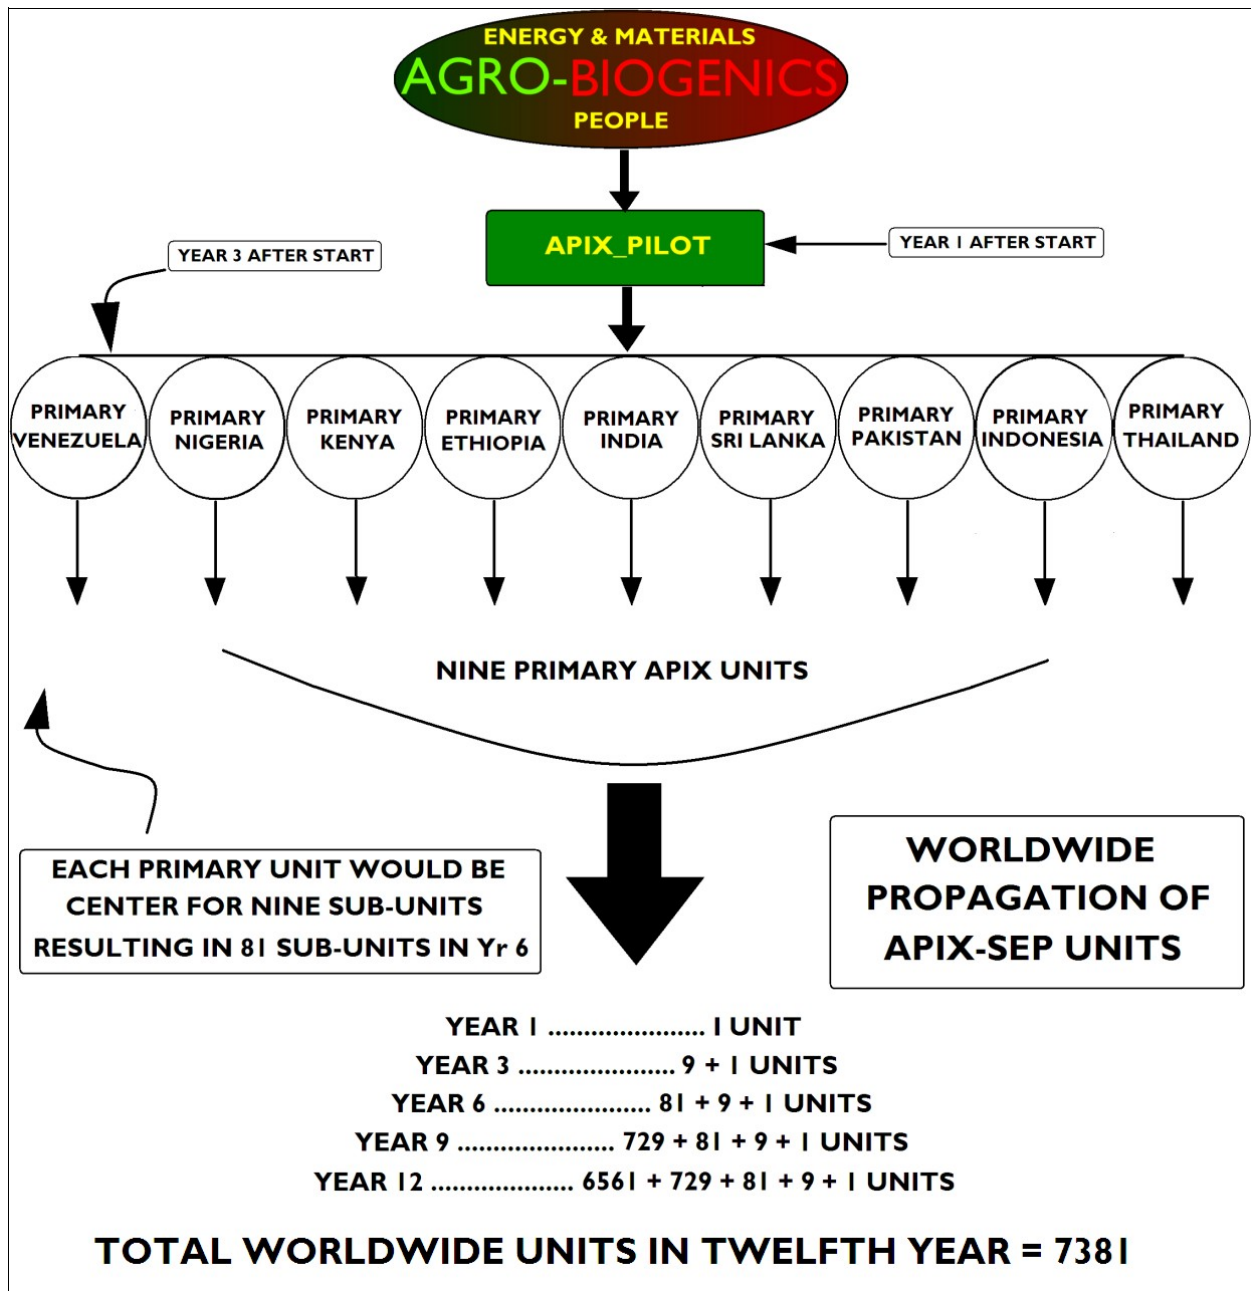 ENERGY & MATERIALS
AGRO-BIOGENICS
PEOPLE
APIX_PILOT
YEAR 3 AFTER START
YEAR 1 AFTER START
PRIMARY
VENEZUELA
PRIMARY
NIGERIA
PRIMARY
KENYA
PRIMARY
ETHIOPIA
PRIMARY
INDIA
PRIMARY
SRI LANKA
PRIMARY
PAKISTAN
PRIMARY
INDONESIA
PRIMARY
THAILAND
NINE PRIMARY APIX UNITS
EACH PRIMARY UNIT WOULD BE
CENTER FOR NINE SUB-UNITS
RESULTING IN 81 SUB-UNITS IN Yr 6
WORLDWIDE
PROPAGATION OF
APIX-SEP UNITS
YEAR 1 ...................... 1 UNIT
YEAR 3 ...................... 9 + 1 UNITS
YEAR 6 ...................... 81 + 9 + 1 UNITS
YEAR 9 ...................... 729 + 81 + 9 + 1 UNITS
YEAR 12 .................... 6561 + 729 + 81 + 9 + 1 UNITS
TOTAL WORLDWIDE UNITS IN TWELFTH YEAR = 7381